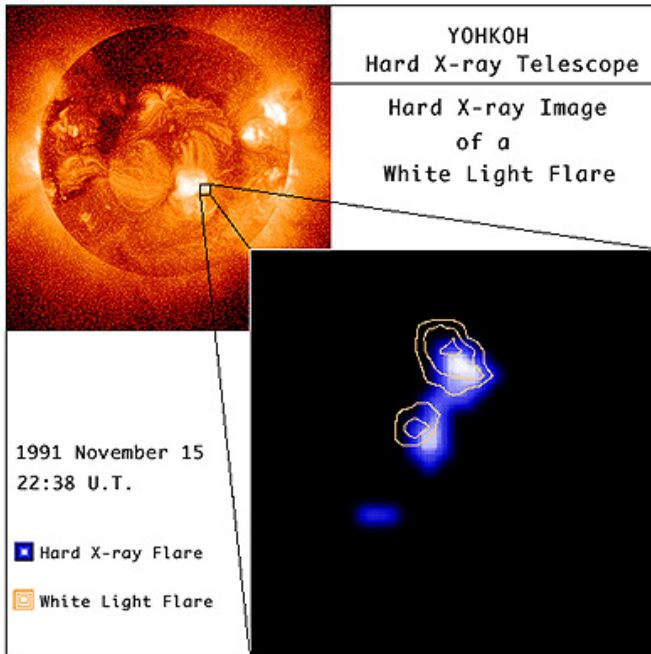 YOHKOH
Hard X-ray Telescope
Hard X-ray Image
of a
White Light Flare
1991 November 15
22:38 U.T.
Hard X-ray Flare
White Light Flare